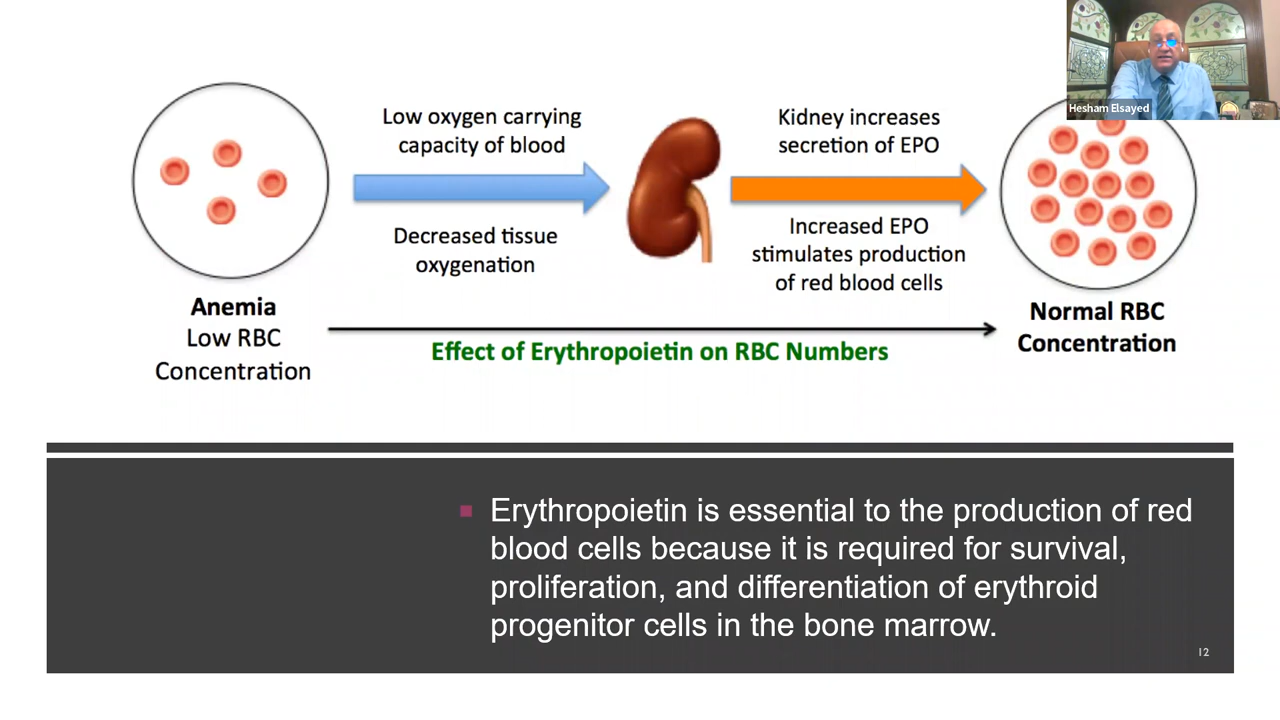 Hesham Elsayed
Low oxygen carrying
capacity of blood
Decreased tissue
oxygenation
Kidney increases
secretion of EPO
Increased EPO
stimulates production
of red blood cells
Anemia
Low RBC
Concentration
Normal RBC
Concentration
Effect of Erythropoietin on RBC Numbers
Erythropoietin is essential to the production of red
blood cells because it is required for survival,
proliferation, and differentiation of erythroid
progenitor cells in the bone marrow.
12